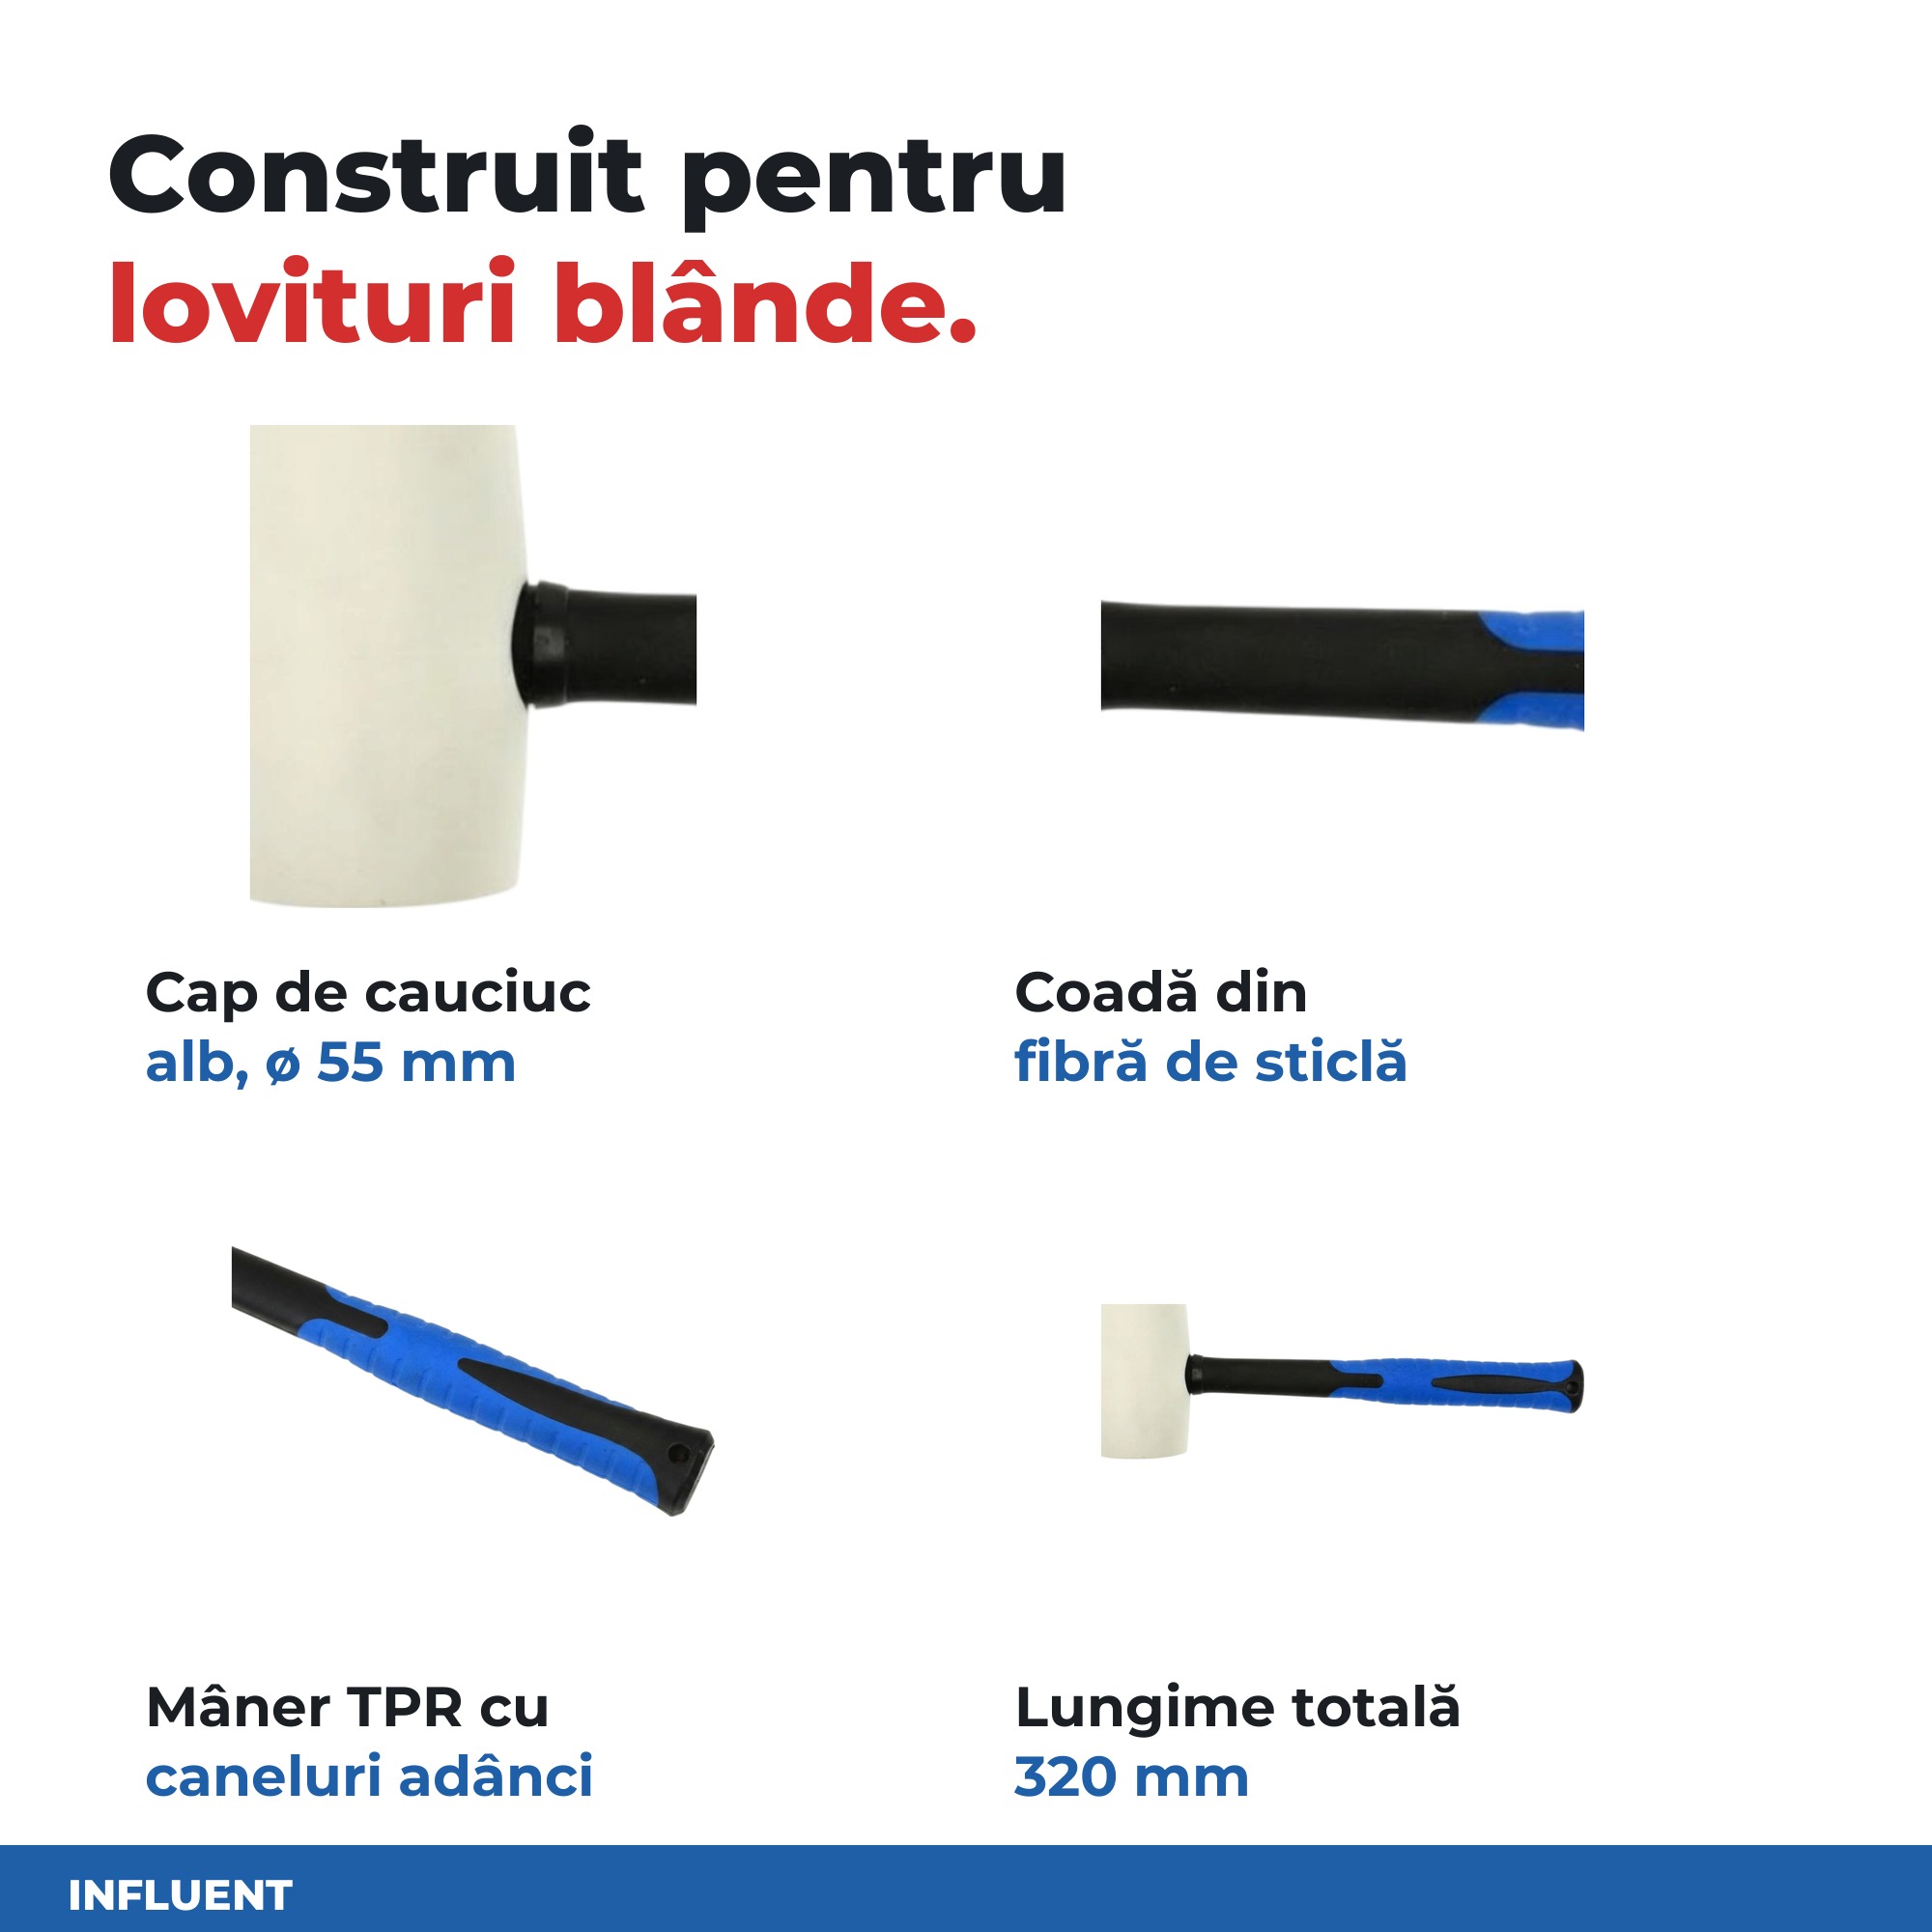 Construit pentru
lovituri blânde.
Cap de cauciuc
alb, ø 55 mm
Coadă din
fibră de sticlă
Mâner TPR cu
caneluri adânci
Lungime totală
320 mm
INFLUENT